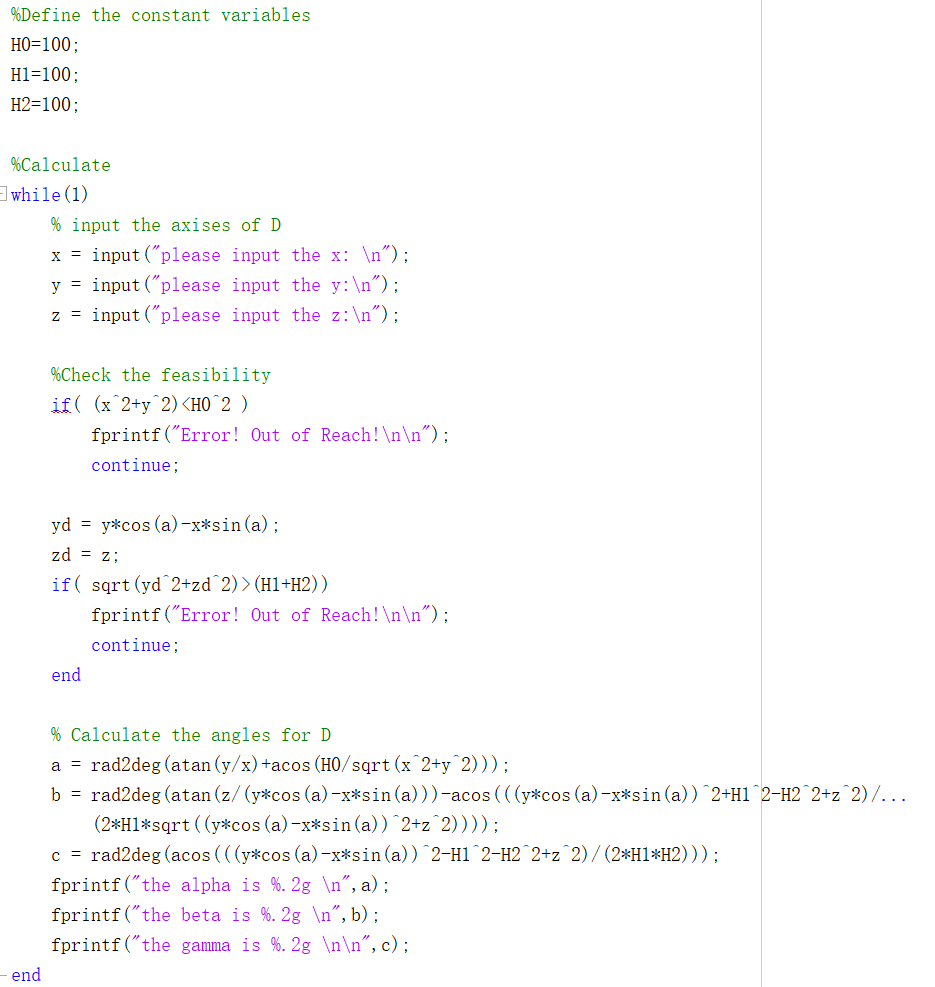 %Define the constant variables
H0=100;
H1=100;
H2=100;
%Calculate
while(1)
% input the axises of D
x = input("please input the x: \n");
y = input("please input the y:\n");
z = input("please input the z:\n");
%Check the feasibility
if( (x^2+y^2)<H0^2 )
fprintf("Error! Out of Reach!\n\n");
continue;
yd = y*cos(a)-x*sin(a);
zd = z;
if( sqrt(yd^2+zd^2)>(H1+H2))
fprintf("Error! Out of Reach!\n\n");
continue;
end
% Calculate the angles for D
a = rad2deg(atan(y/x)+acos(H0/sqrt(x^2+y^2)));
b = rad2deg(atan(z/(y*cos(a)-x*sin(a)))-acos(((y*cos(a)-x*sin(a))^2+H1^2-H2^2+z^2)/...
(2*H1*sqrt((y*cos(a)-x*sin(a))^2+z^2))));
c = rad2deg(acos(((y*cos(a)-x*sin(a))^2-H1^2-H2^2+z^2)/(2*H1*H2)));
fprintf("the alpha is %.2g \n",a);
fprintf("the beta is %.2g \n",b);
fprintf("the gamma is %.2g \n\n",c);
end